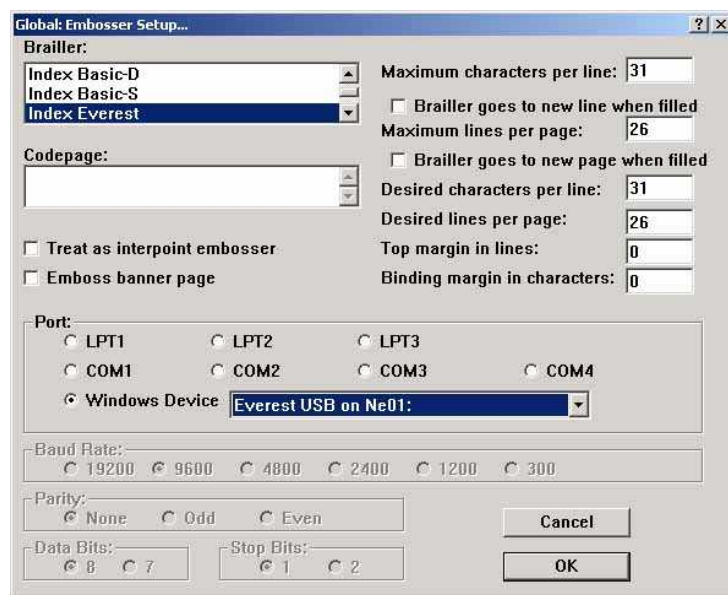 Global: Embosser Setup...
Brailler:
Index Basic-D
Index Basic-S
Index Everest
Codepage:
Treat as interpoint embosser
Emboss banner page
Maximum characters per line: 31
Brailler goes to new line when filled
Maximum lines per page: 26
Brailler goes to new page when filled
Desired characters per line: 31
Desired lines per page: 26
Top margin in lines: 0
Binding margin in characters: 0
Port:
LPT1 LPT2 LPT3
COM1 COM2 COM3 COM4
Windows Device Everest USB on Ne01:
Baud Rate:
19200 9600 4800 2400 1200 300
Parity:
None Odd Even
Data Bits:
8 7
Stop Bits:
1 2
Cancel
OK